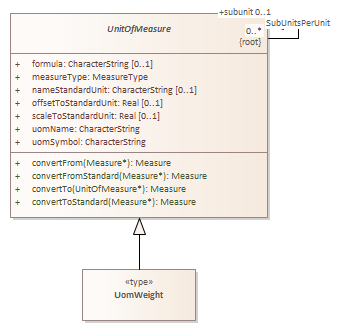 +subunit 0..1
UnitOfMeasure
SubUnitsPerUnit
0..*
{root}
+ formula: CharacterString [0..1]
+ measureType: MeasureType
+ nameStandardUnit: CharacterString [0..1]
+ offsetToStandardUnit: Real [0..1]
+ scaleToStandardUnit: Real [0..1]
+ uomName: CharacterString
+ uomSymbol: CharacterString
+ convertFrom(Measure*): Measure
+ convertFromStandard(Measure*): Measure
+ convertTo(UnitOfMeasure*): Measure
+ convertToStandard(Measure*): Measure
«type»
UomWeight